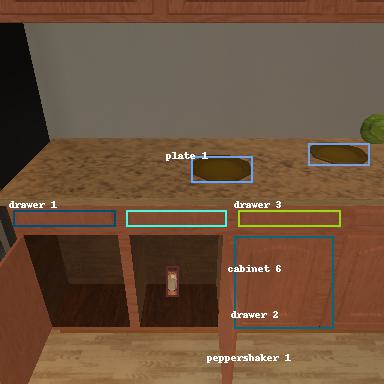 plate 1
drawer 1
drawer 3
cabinet 6
drawer 2
peppershaker 1